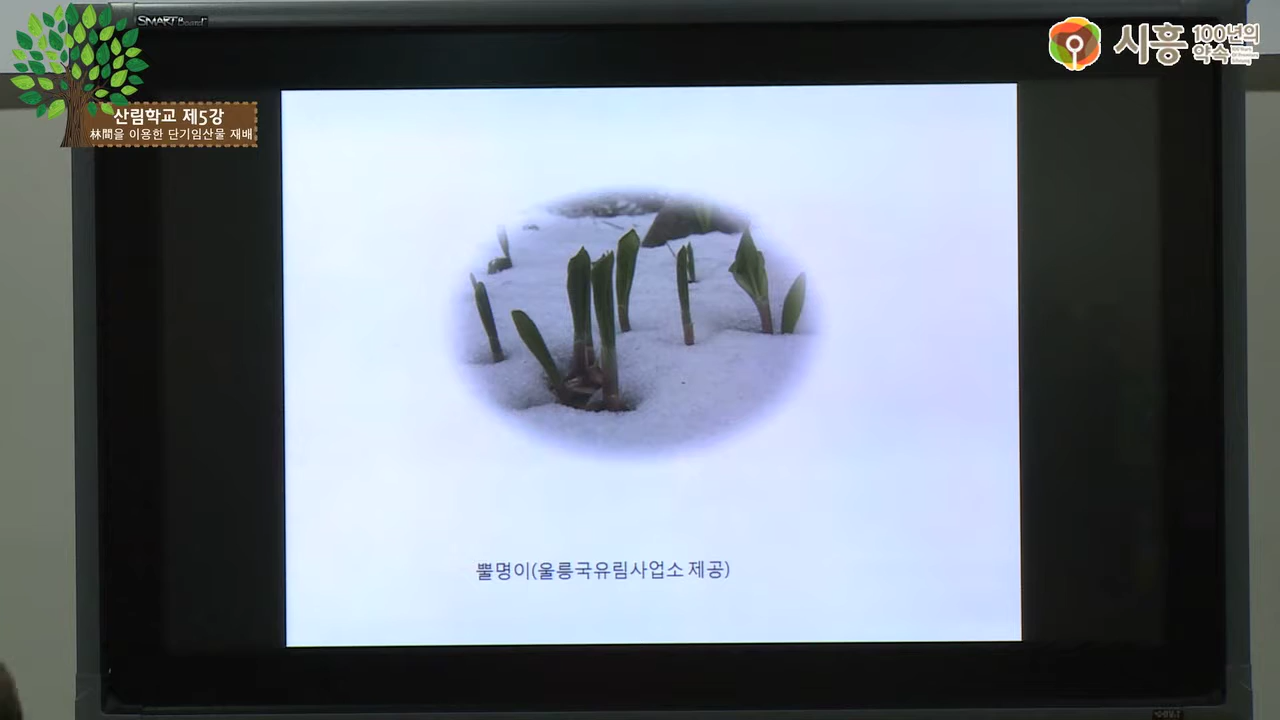 SMART Board
산림학교 제5강
林間을 이용한 단기임산물 재배
시흥
100년의
약속
뿔명이(울릉국유림사업소 제공)